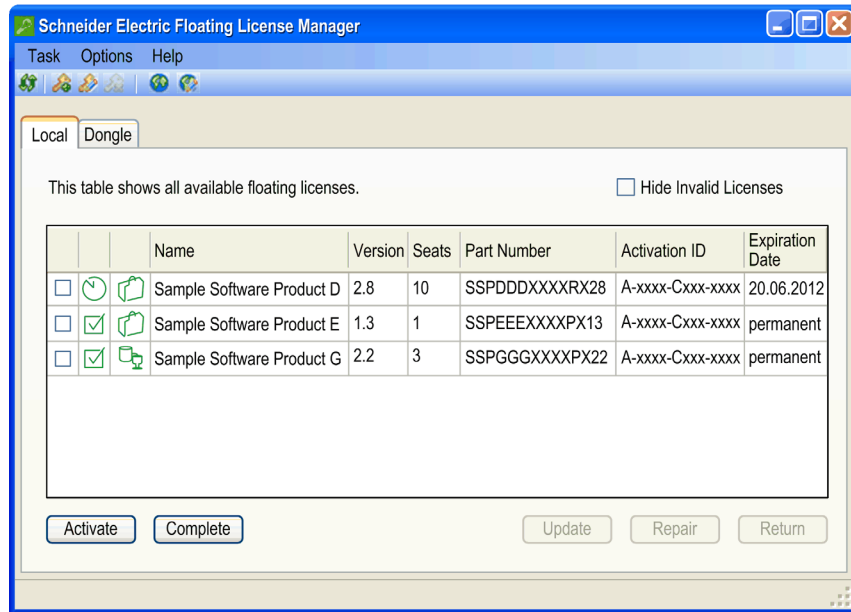 Schneider Electric Floating License Manager
Task Options Help
Local Dongle
This table shows all available floating licenses. Hide Invalid Licenses
Name Version Seats Part Number Activation ID Expiration Date
Sample Software Product D 2.8 10 SSPDDDXXXXRX28 A-xxxx-Cxxx-xxxx 20.06.2012
Sample Software Product E 1.3 1 SSPEEEXXXXPX13 A-xxxx-Cxxx-xxxx permanent
Sample Software Product G 2.2 3 SSPGGGXXXXPX22 A-xxxx-Cxxx-xxxx permanent
Activate Complete Update Repair Return